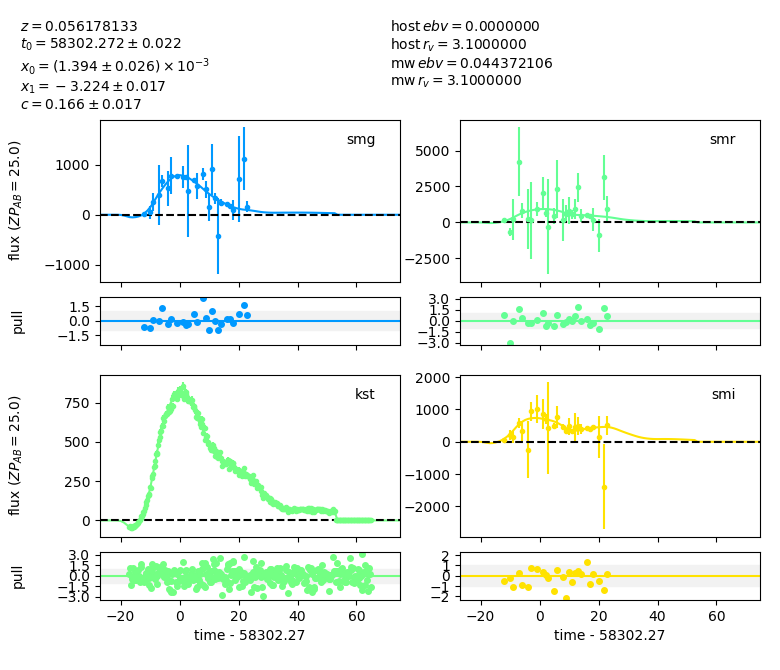 z = 0.056178133
t₀ = 58302.272 ± 0.022
x₀ = (1.394 ± 0.026) × 10⁻³
x₁ = −3.224 ± 0.017
c = 0.166 ± 0.017
host ebv = 0.0000000
host r_v = 3.1000000
mw ebv = 0.044372106
mw r_v = 3.1000000
smg
flux (ZP_AB = 25.0)
1000
0
−1000
smr
5000
2500
0
−2500
pull
1.5
0.0
−1.5
3.0
1.5
0.0
−1.5
−3.0
kst
flux (ZP_AB = 25.0)
750
500
250
0
smi
2000
1000
0
−1000
−2000
pull
3.0
1.5
0.0
−1.5
−3.0
2
1
0
−1
−2
−20 0 20 40 60
time - 58302.27
−20 0 20 40 60
time - 58302.27